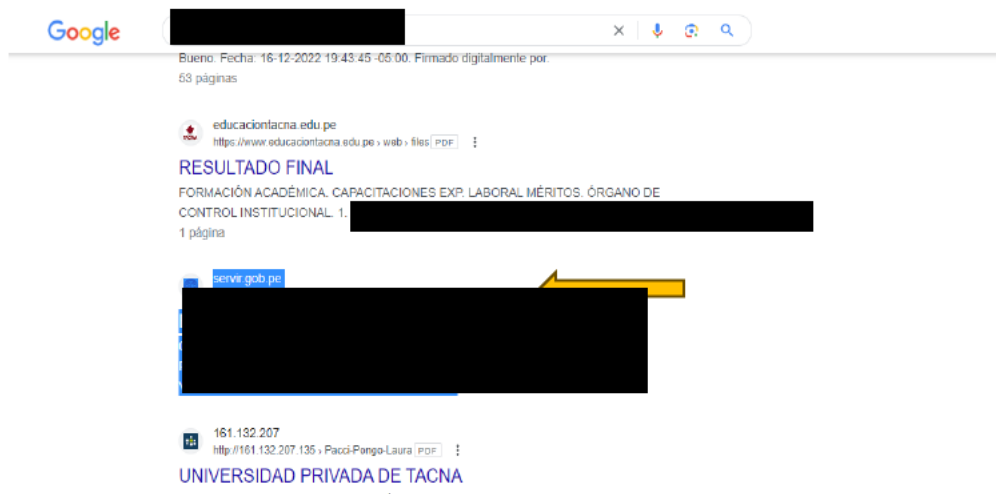 Google
Bueno. Fecha: 16-12-2022 19:43:45 -05:00. Firmado digitalmente por.
53 páginas
educaciontacna.edu.pe
https://www.educaciontacna.edu.pe › web › files PDF
RESULTADO FINAL
FORMACIÓN ACADÉMICA. CAPACITACIONES EXP. LABORAL MÉRITOS. ÓRGANO DE
CONTROL INSTITUCIONAL. 1.
1 página
servir.gob.pe
161.132.207
http://161.132.207.135 › Pacci-Pongo-Laura PDF
UNIVERSIDAD PRIVADA DE TACNA